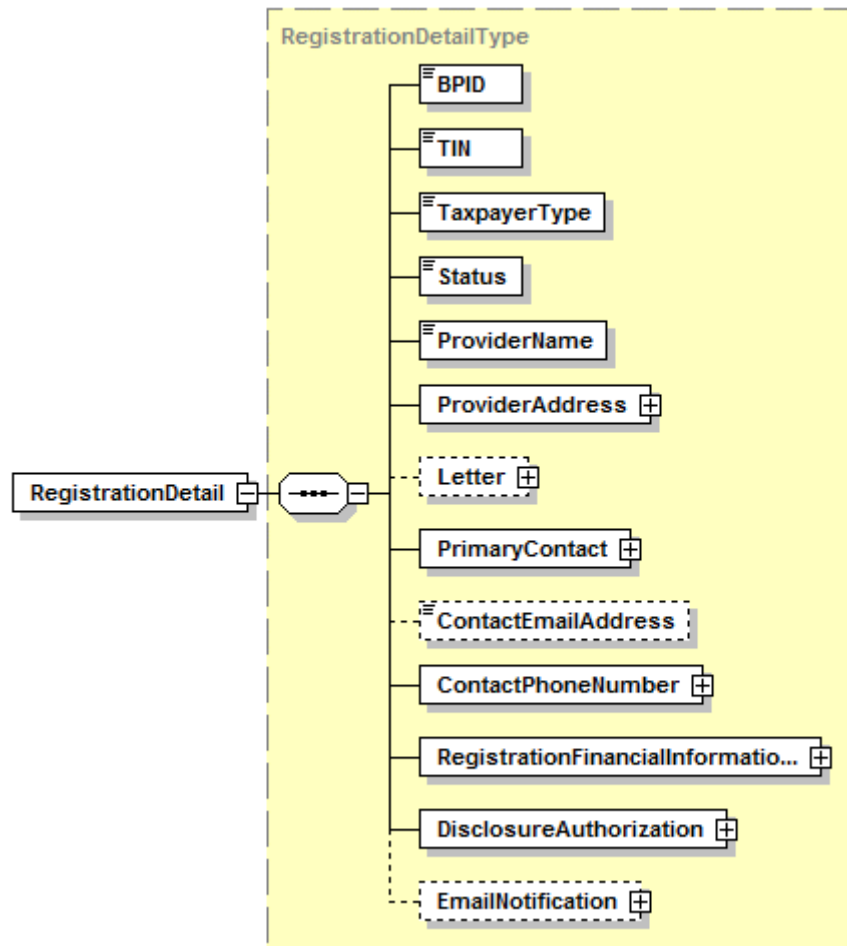 RegistrationDetailType
BPID
TIN
TaxpayerType
Status
ProviderName
ProviderAddress
Letter
RegistrationDetail
PrimaryContact
ContactEmailAddress
ContactPhoneNumber
RegistrationFinancialInformatio...
DisclosureAuthorization
EmailNotification